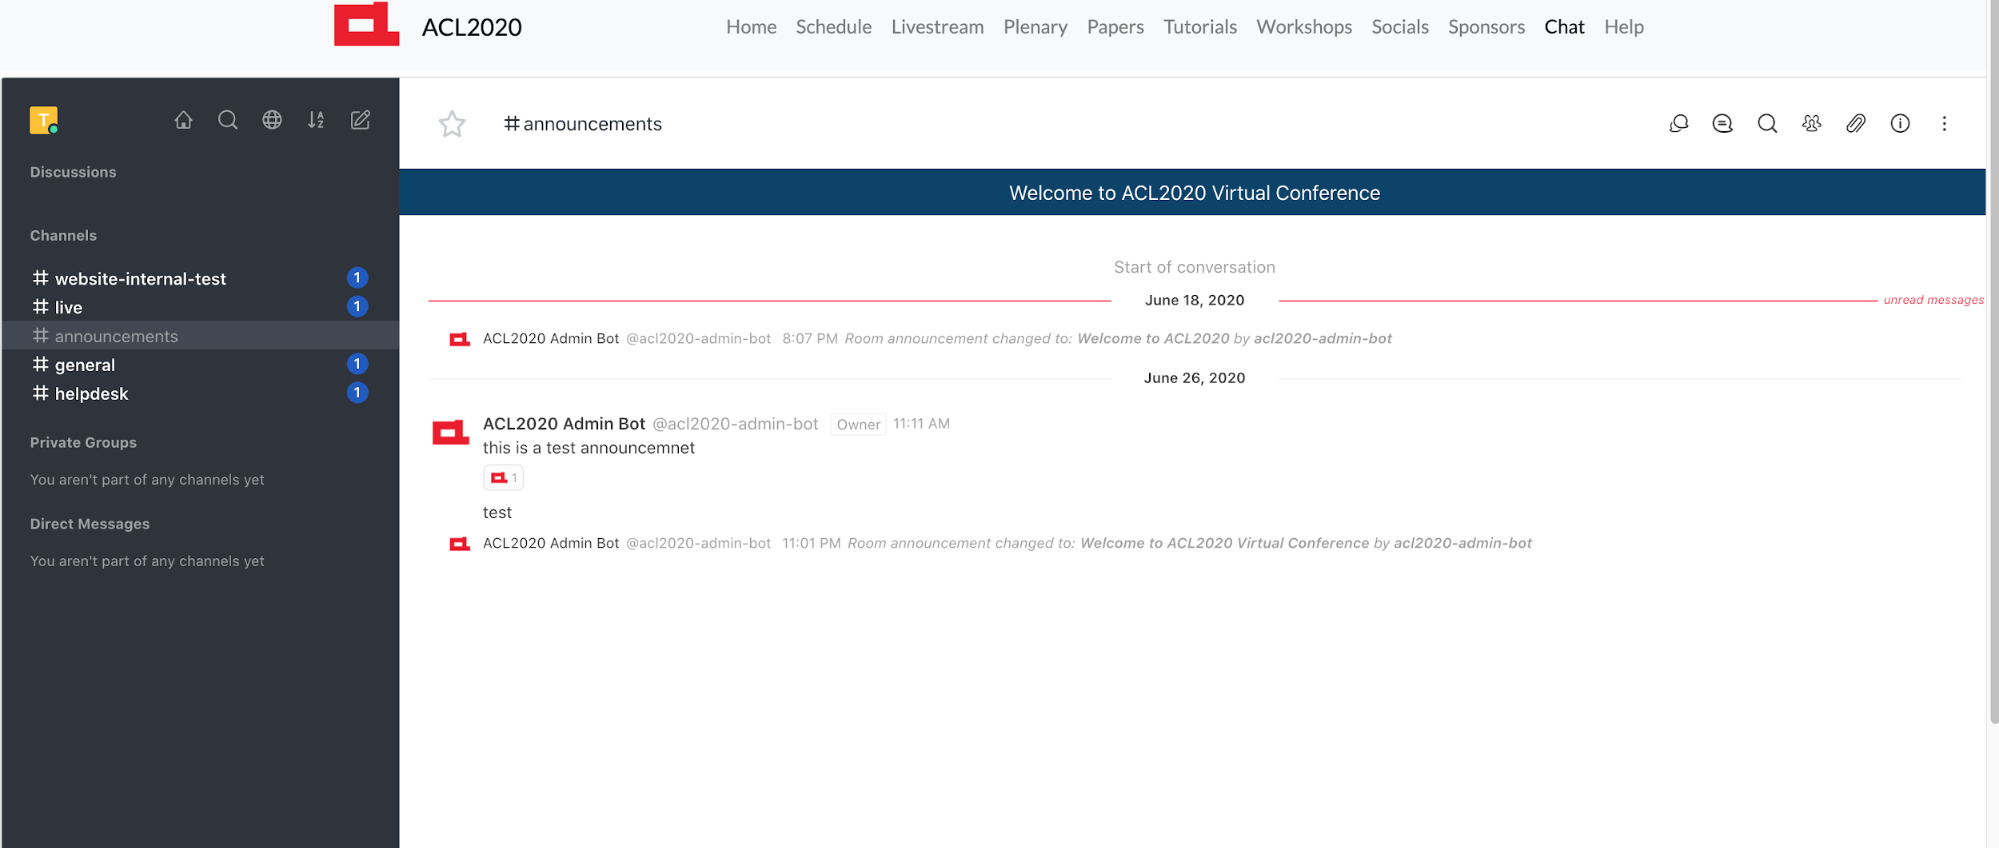 ACL2020
Home Schedule Livestream Plenary Papers Tutorials Workshops Socials Sponsors Chat Help
T
Discussions
Channels
# website-internal-test 1
# live 1
# announcements
# general 1
# helpdesk 1
Private Groups
You aren't part of any channels yet
Direct Messages
You aren't part of any channels yet
# announcements
Welcome to ACL2020 Virtual Conference
Start of conversation
June 18, 2020 unread messages
ACL2020 Admin Bot @acl2020-admin-bot 8:07 PM Room announcement changed to: Welcome to ACL2020 by acl2020-admin-bot
June 26, 2020
ACL2020 Admin Bot @acl2020-admin-bot Owner 11:11 AM
this is a test announcemnet
1
test
ACL2020 Admin Bot @acl2020-admin-bot 11:01 PM Room announcement changed to: Welcome to ACL2020 Virtual Conference by acl2020-admin-bot